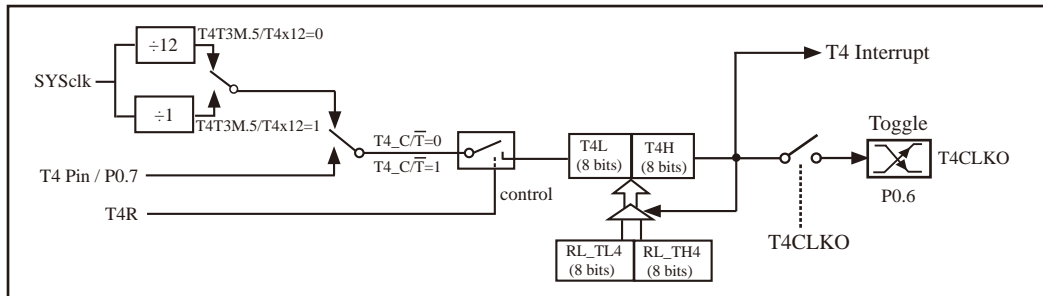 T4T3M.5/T4x12=0
÷12
SYSclk
÷1
T4T3M.5/T4x12=1
T4 Interrupt
Toggle
T4_C/T̅=0
T4_C/T̅=1
T4L
(8 bits)
T4H
(8 bits)
T4CLKO
P0.6
T4 Pin / P0.7
control
T4R
T4CLKO
RL_TL4
(8 bits)
RL_TH4
(8 bits)